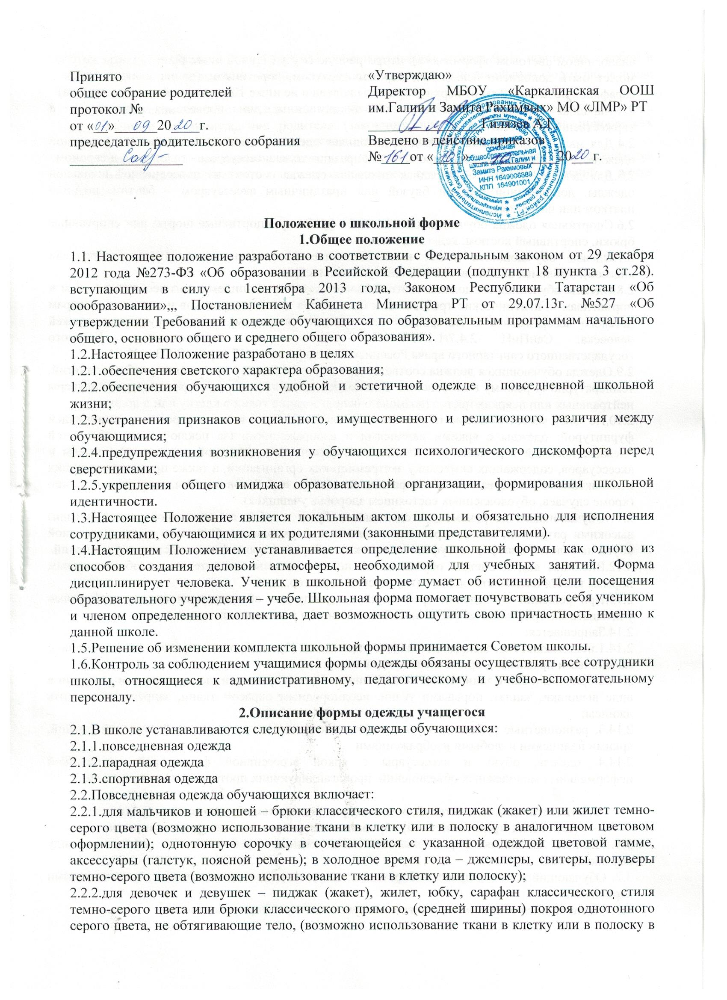 Принято
общее собрание родителей
протокол №
от «01»______09 2020 г.
председатель родительского собрания
«Утверждаю»
Директор МБОУ «Каркалинская ООШ
им.Галии и Замита Рахимвых» МО «ЛМР» РТ
Гилязев А.Г.
Введено в действие приказов
№ 161 от « 10 » 2020 г.
Каркалинская
основная
общеобразовательная
школа имени Галии и
Замита Рахимовых"
ИНН 1649006889
КПП 164901001
Положение о школьной форме
1.Общее положение
1.1. Настоящее положение разработано в соответствии с Федеральным законом от 29 декабря
2012 года №273-ФЗ «Об образовании в Рссийской Федерации (подпункт 18 пункта 3 ст.28).
вступающим в силу с 1сентября 2013 года, Законом Республики Татарстан «Об
оообразовании»,,, Постановлением Кабинета Министра РТ от 29.07.13г. №527 «Об
утверждении Требований к одежде обучающихся по образовательным программам начального
общего, основного общего и среднего общего образования».
1.2.Настоящее Положение разработано в целях
1.2.1.обеспечения светского характера образования;
1.2.2.обеспечения обучающихся удобной и эстетичной одежде в повседневной школьной
жизни;
1.2.3.устранения признаков социального, имущественного и религиозного различия между
обучающимися;
1.2.4.предупреждения возникновения у обучающихся психологического дискомфорта перед
сверстниками;
1.2.5.укрепления общего имиджа образовательной организации, формирования школьной
идентичности.
1.3.Настоящее Положение является локальным актом школы и обязательно для исполнения
сотрудниками, обучающимися и их родителями (законными представителями).
1.4.Настоящим Положением устанавливается определение школьной формы как одного из
способов создания деловой атмосферы, необходимой для учебных занятий. Форма
дисциплинирует человека. Ученик в школьной форме думает об истинной цели посещения
образовательного учреждения – учебе. Школьная форма помогает почувствовать себя учеником
и членом определенного коллектива, дает возможность ощутить свою причастность именно к
данной школе.
1.5.Решение об изменении комплекта школьной формы принимается Советом школы.
1.6.Контроль за соблюдением учащимися формы одежды обязаны осуществлять все сотрудники
школы, относящиеся к административному, педагогическому и учебно-вспомогательному
персоналу.
2.Описание формы одежды учащегося
2.1.В школе устанавливаются следующие виды одежды обучающихся:
2.1.1.повседневная одежда
2.1.2.парадная одежда
2.1.3.спортивная одежда
2.2.Повседневная одежда обучающихся включает:
2.2.1.для мальчиков и юношей – брюки классического стиля, пиджак (жакет) или жилет темно-
серого цвета (возможно использование ткани в клетку или в полоску в аналогичном цветовом
оформлении); однотонную сорочку в сочетающейся с указанной одеждой цветовой гамме,
аксессуары (галстук, поясной ремень); в холодное время года – джемперы, свитеры, полуверы
темно-серого цвета (возможно использование ткани в клетку или полоску);
2.2.2.для девочек и девушек – пиджак (жакет), жилет, юбку, сарафан классического стиля
темно-серого цвета или брюки классического прямого, (средней ширины) покроя однотонного
серого цвета, не обтягивающие тело, (возможно использование ткани в клетку или в полоску в